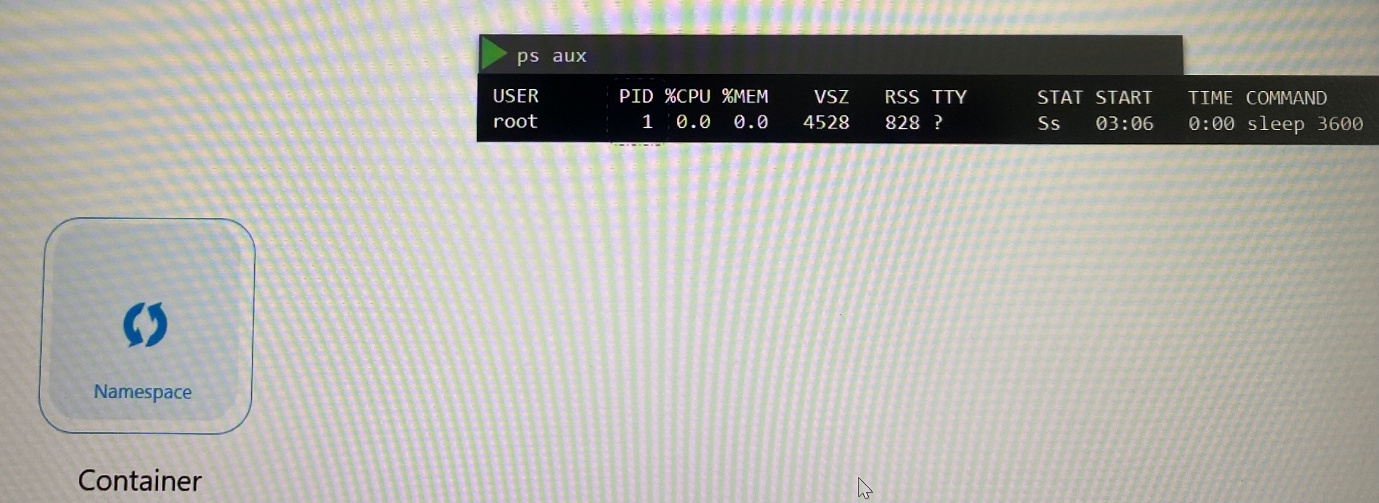 ps aux
USER PID %CPU %MEM VSZ RSS TTY STAT START TIME COMMAND
root 1 0.0 0.0 4528 828 ? Ss 03:06 0:00 sleep 3600
Namespace
Container